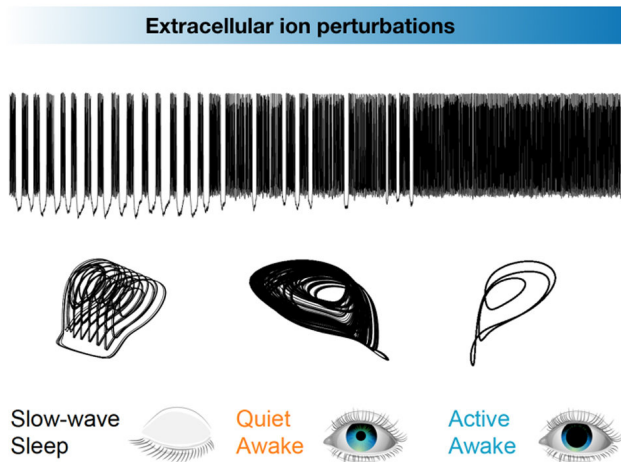 Extracellular ion perturbations
Slow-wave
Sleep
Quiet
Awake
Active
Awake